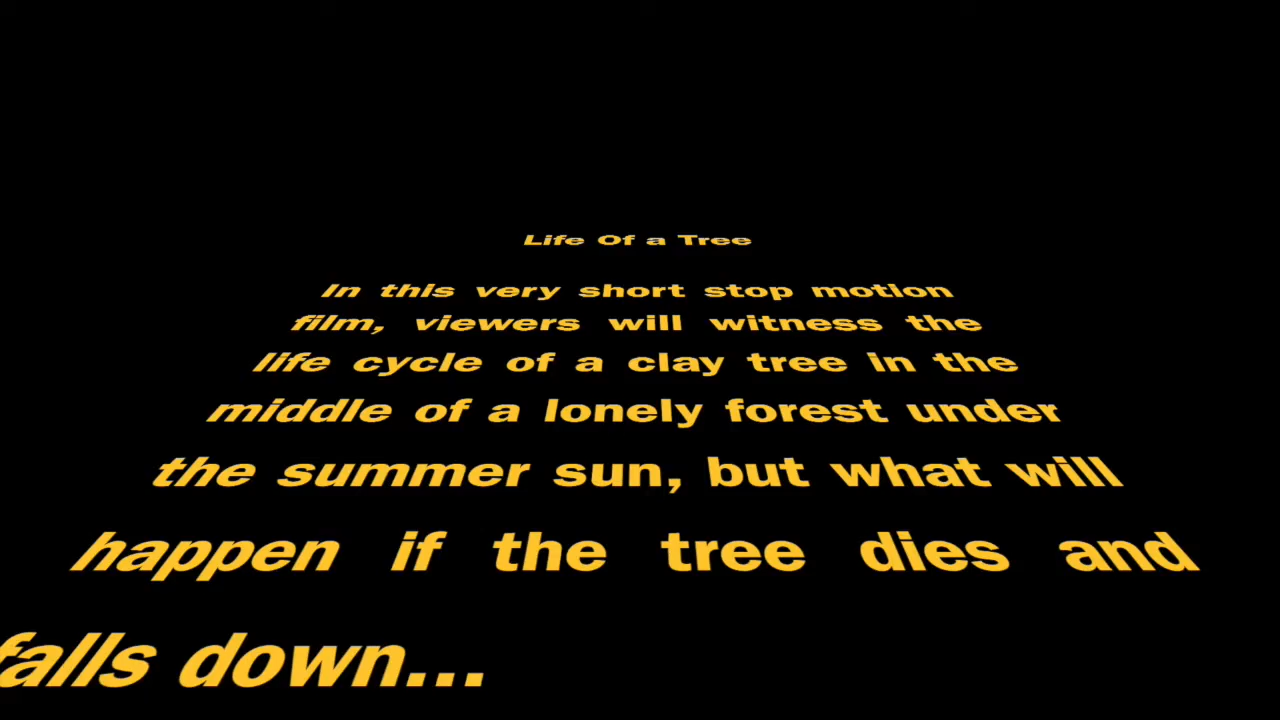 Life Of a Tree
In this very short stop motion
film, viewers will witness the
life cycle of a clay tree in the
middle of a lonely forest under
the summer sun, but what will
happen if the tree dies and
falls down...